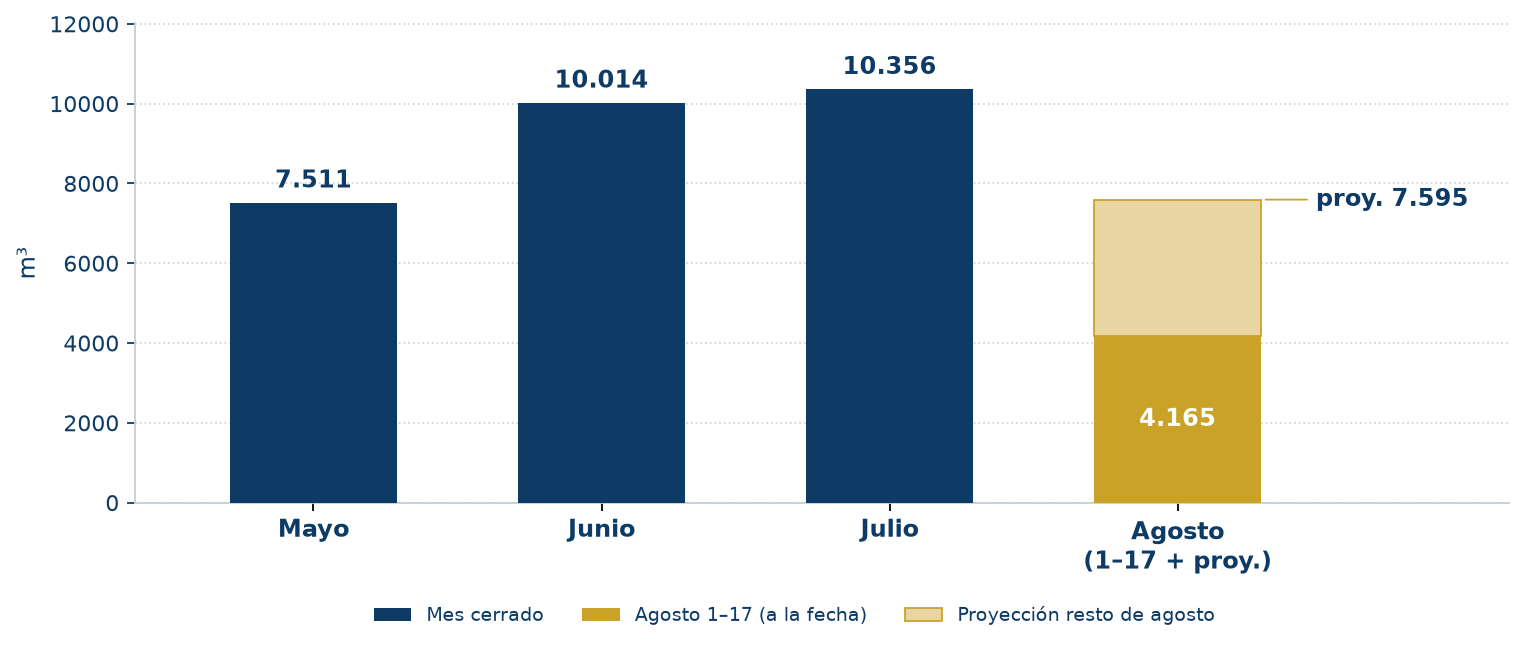 12000
10000
8000
6000
4000
2000
0
m³
7.511
10.014
10.356
proy. 7.595
4.165
Mayo
Junio
Julio
Agosto
(1–17 + proy.)
Mes cerrado
Agosto 1–17 (a la fecha)
Proyección resto de agosto